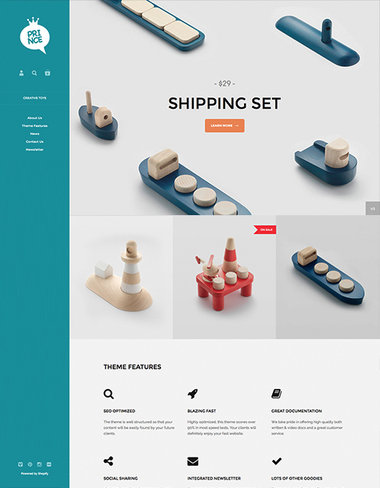 PRI
NCE
CREATIVE TOYS
About Us
Theme Features
News
Contact Us
Newsletter
Powered by Shopify
- $29 -
SHIPPING SET
LEARN MORE →
ON SALE
THEME FEATURES
SEO OPTIMIZED
The theme is well structured so that your
content will be easily found by your future
clients.
BLAZING FAST
Highly optimized, this theme scores over
90% in most speed tests. Your clients will
definitely enjoy your fast website.
GREAT DOCUMENTATION
We take pride in offering high quality both
written & video docs and a great customer
service.
SOCIAL SHARING
INTEGRATED NEWSLETTER
LOTS OF OTHER GOODIES